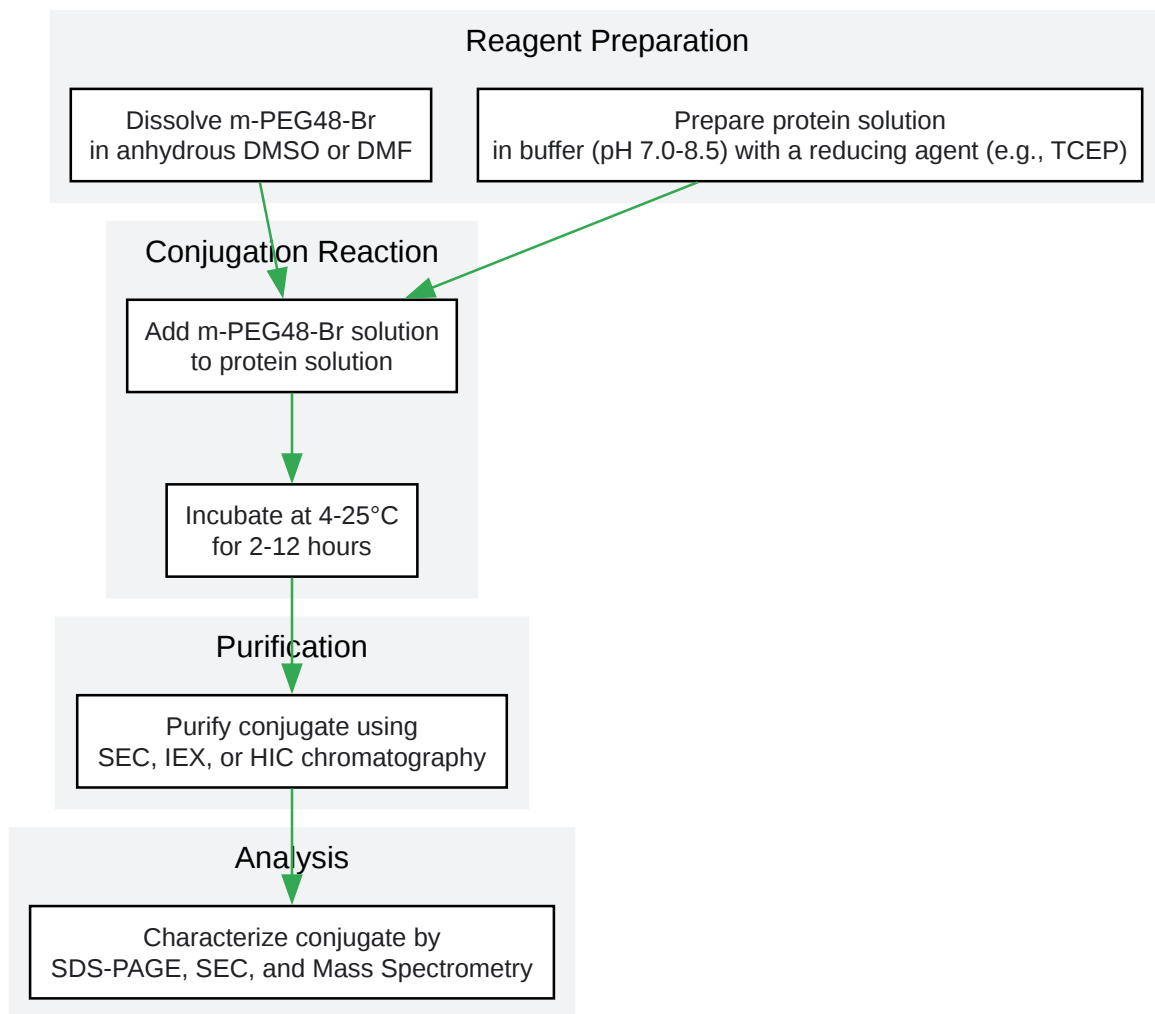 Reagent Preparation
Dissolve m-PEG48-Br
in anhydrous DMSO or DMF
Prepare protein solution
in buffer (pH 7.0-8.5) with a reducing agent (e.g., TCEP)
Conjugation Reaction
Add m-PEG48-Br solution
to protein solution
Incubate at 4-25°C
for 2-12 hours
Purification
Purify conjugate using
SEC, IEX, or HIC chromatography
Analysis
Characterize conjugate by
SDS-PAGE, SEC, and Mass Spectrometry